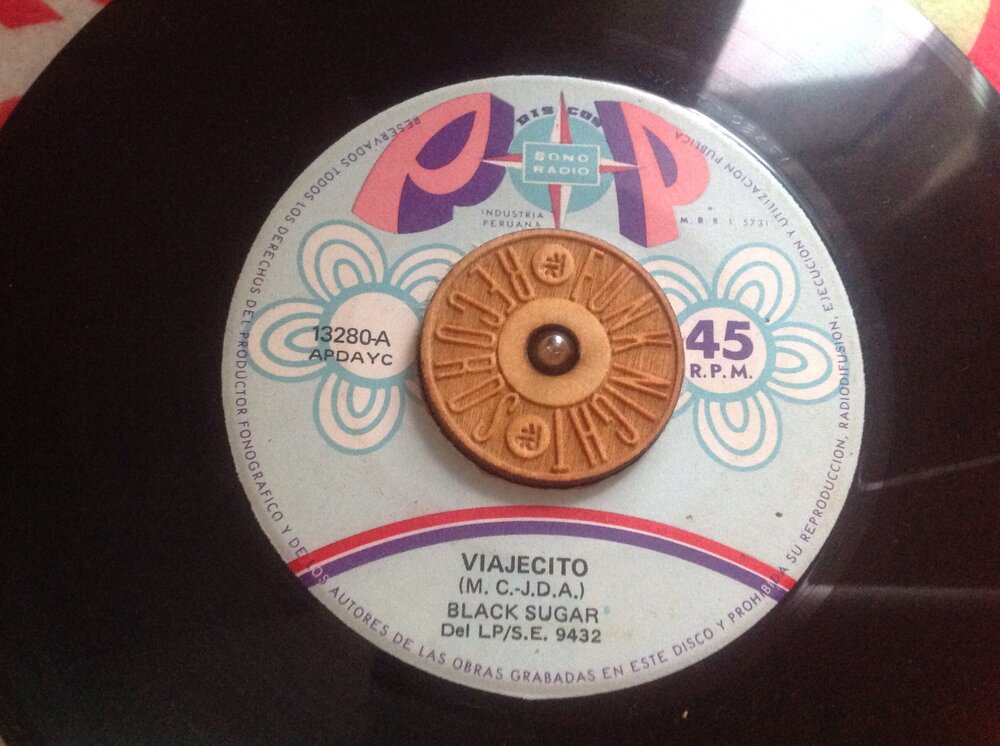 POP
DISCOS
SONO
RADIO
INDUSTRIA
PERUANA
M. R. R. I. 5731
13280-A
APDAYC
45
R.P.M.
FUNK NIGHT
RECORDS
VIAJECITO
(M. C.-J.D.A.)
BLACK SUGAR
Del LP/S.E. 9432
RESERVADOS TODOS LOS DERECHOS DEL PRODUCTOR FONOGRAFICO Y DE LOS AUTORES DE LAS OBRAS GRABADAS EN ESTE DISCO Y PROHIBIDA SU REPRODUCCION, RADIODIFUSION, EJECUCION Y UTILIZACION PUBLICA